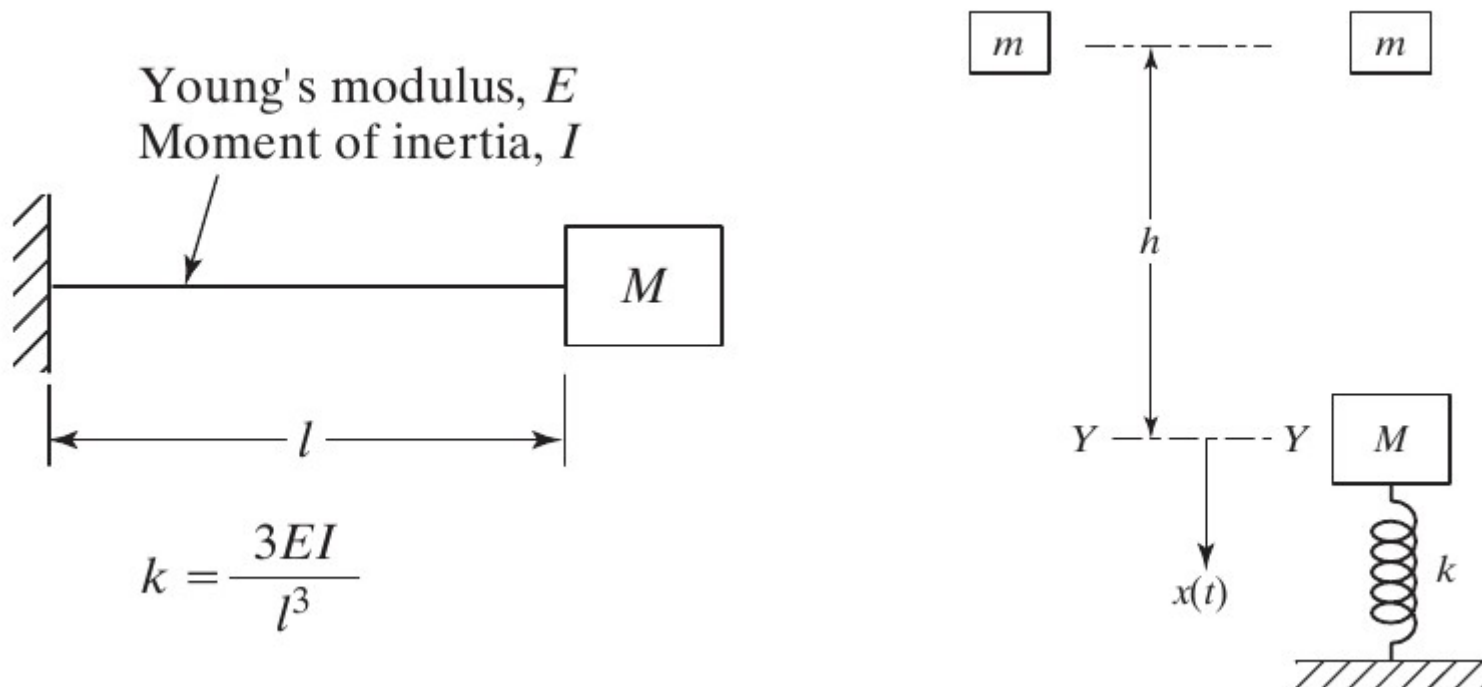 Young's modulus, E
Moment of inertia, I
M
l
k = 3EI / l³
m
m
h
Y
Y
M
k
x(t)